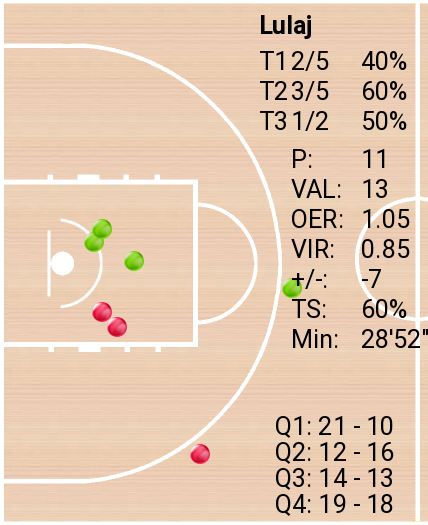 Lulaj
T1 2/5 40%
T2 3/5 60%
T3 1/2 50%
P: 11
VAL: 13
OER: 1.05
VIR: 0.85
+/-: -7
TS: 60%
Min: 28'52"
Q1: 21 - 10
Q2: 12 - 16
Q3: 14 - 13
Q4: 19 - 18